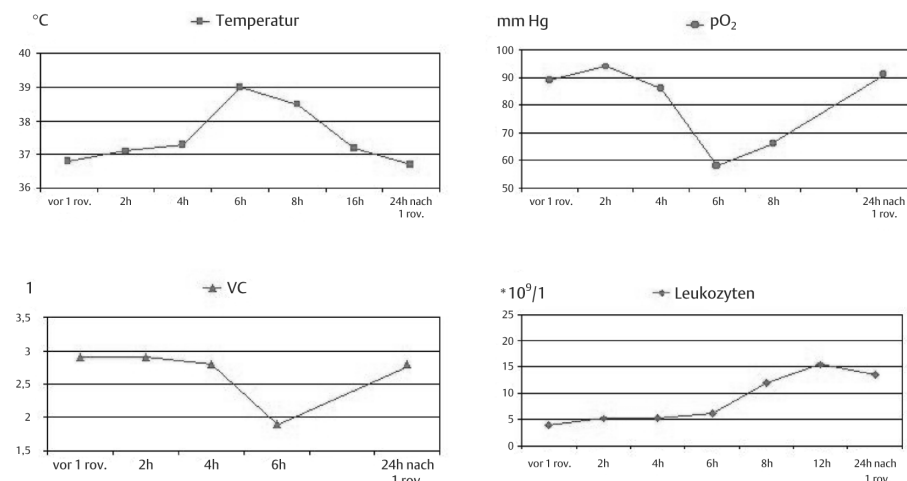 °C
Temperatur
40
39
38
37
36
vor 1 rov.
2h
4h
6h
8h
16h
24h nach
1 rov.
mm Hg
pO₂
100
90
80
70
60
50
vor 1 rov.
2h
4h
6h
8h
24h nach
1 rov.
1
VC
3,5
3
2,5
2
1,5
vor 1 rov.
2h
4h
6h
24h nach
1 rov.
*10⁹/1
Leukozyten
25
20
15
10
5
0
vor 1 rov.
2h
4h
6h
8h
12h
24h nach
1 rov.